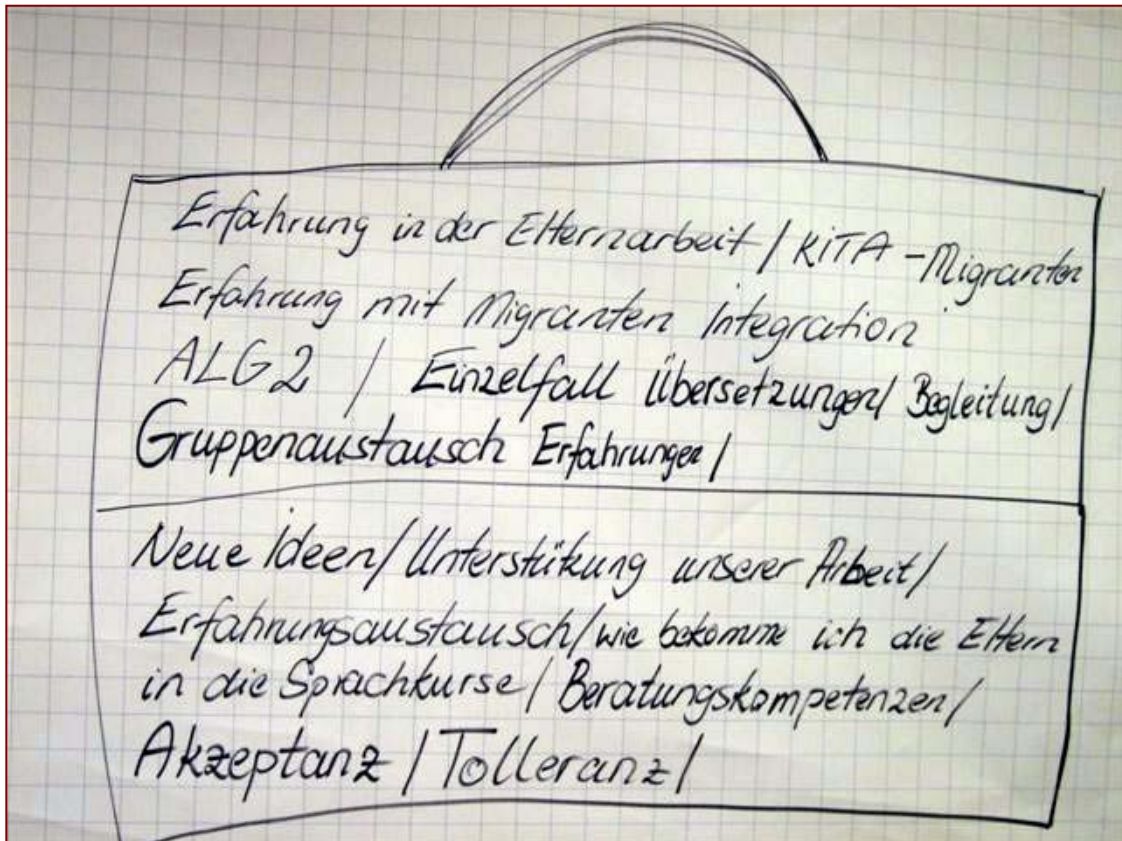 Erfahrung in der Elternarbeit / KiTA - Migranten
Erfahrung mit Migranten Integration
ALG2 / Einzelfall Übersetzungen / Begleitung /
Gruppenaustausch Erfahrungen /
Neue Ideen / Unterstützung unserer Arbeit /
Erfahrungsaustausch / wie bekomme ich die Eltern
in die Sprachkurse / Beratungskompetenzen /
Akzeptanz / Tolleranz /